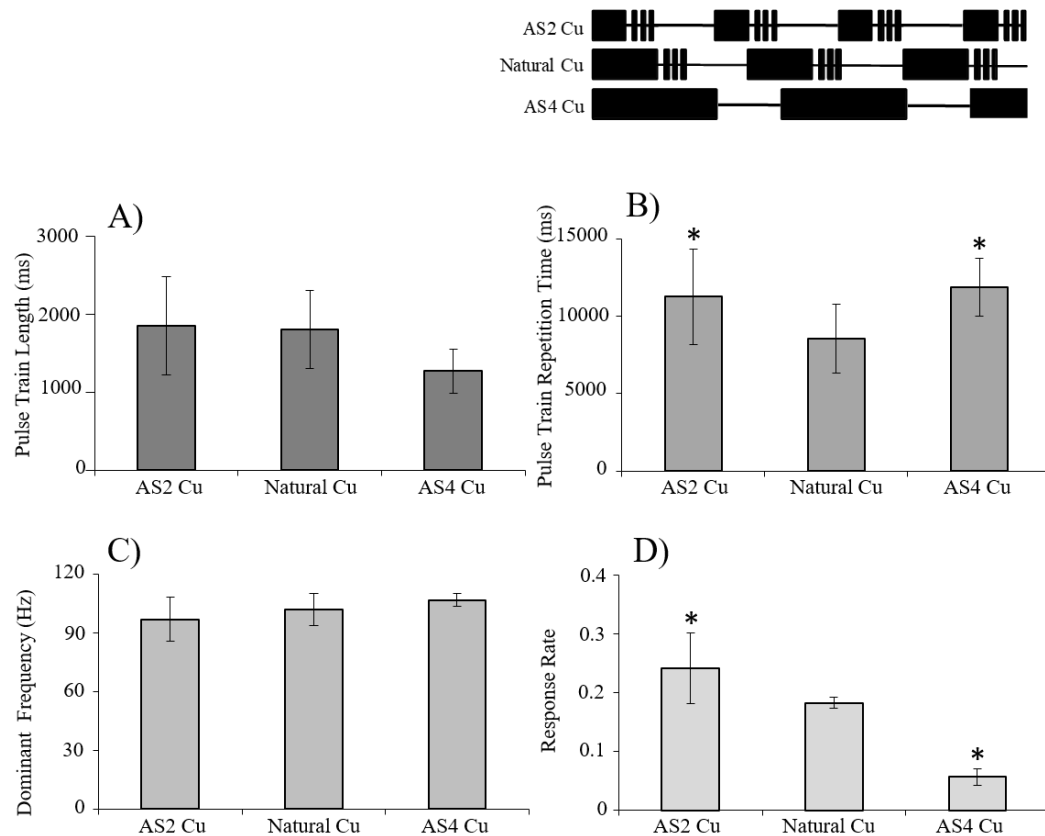 AS2 Cu
Natural Cu
AS4 Cu
A)
Pulse Train Length (ms)
3000
2000
1000
0
AS2 Cu
Natural Cu
AS4 Cu
B)
Pulse Train Repetition Time (ms)
15000
10000
5000
0
*
*
AS2 Cu
Natural Cu
AS4 Cu
C)
Dominant Frequency (Hz)
120
90
60
30
0
AS2 Cu
Natural Cu
AS4 Cu
D)
Response Rate
0.4
0.3
0.2
0.1
0
*
*
AS2 Cu
Natural Cu
AS4 Cu